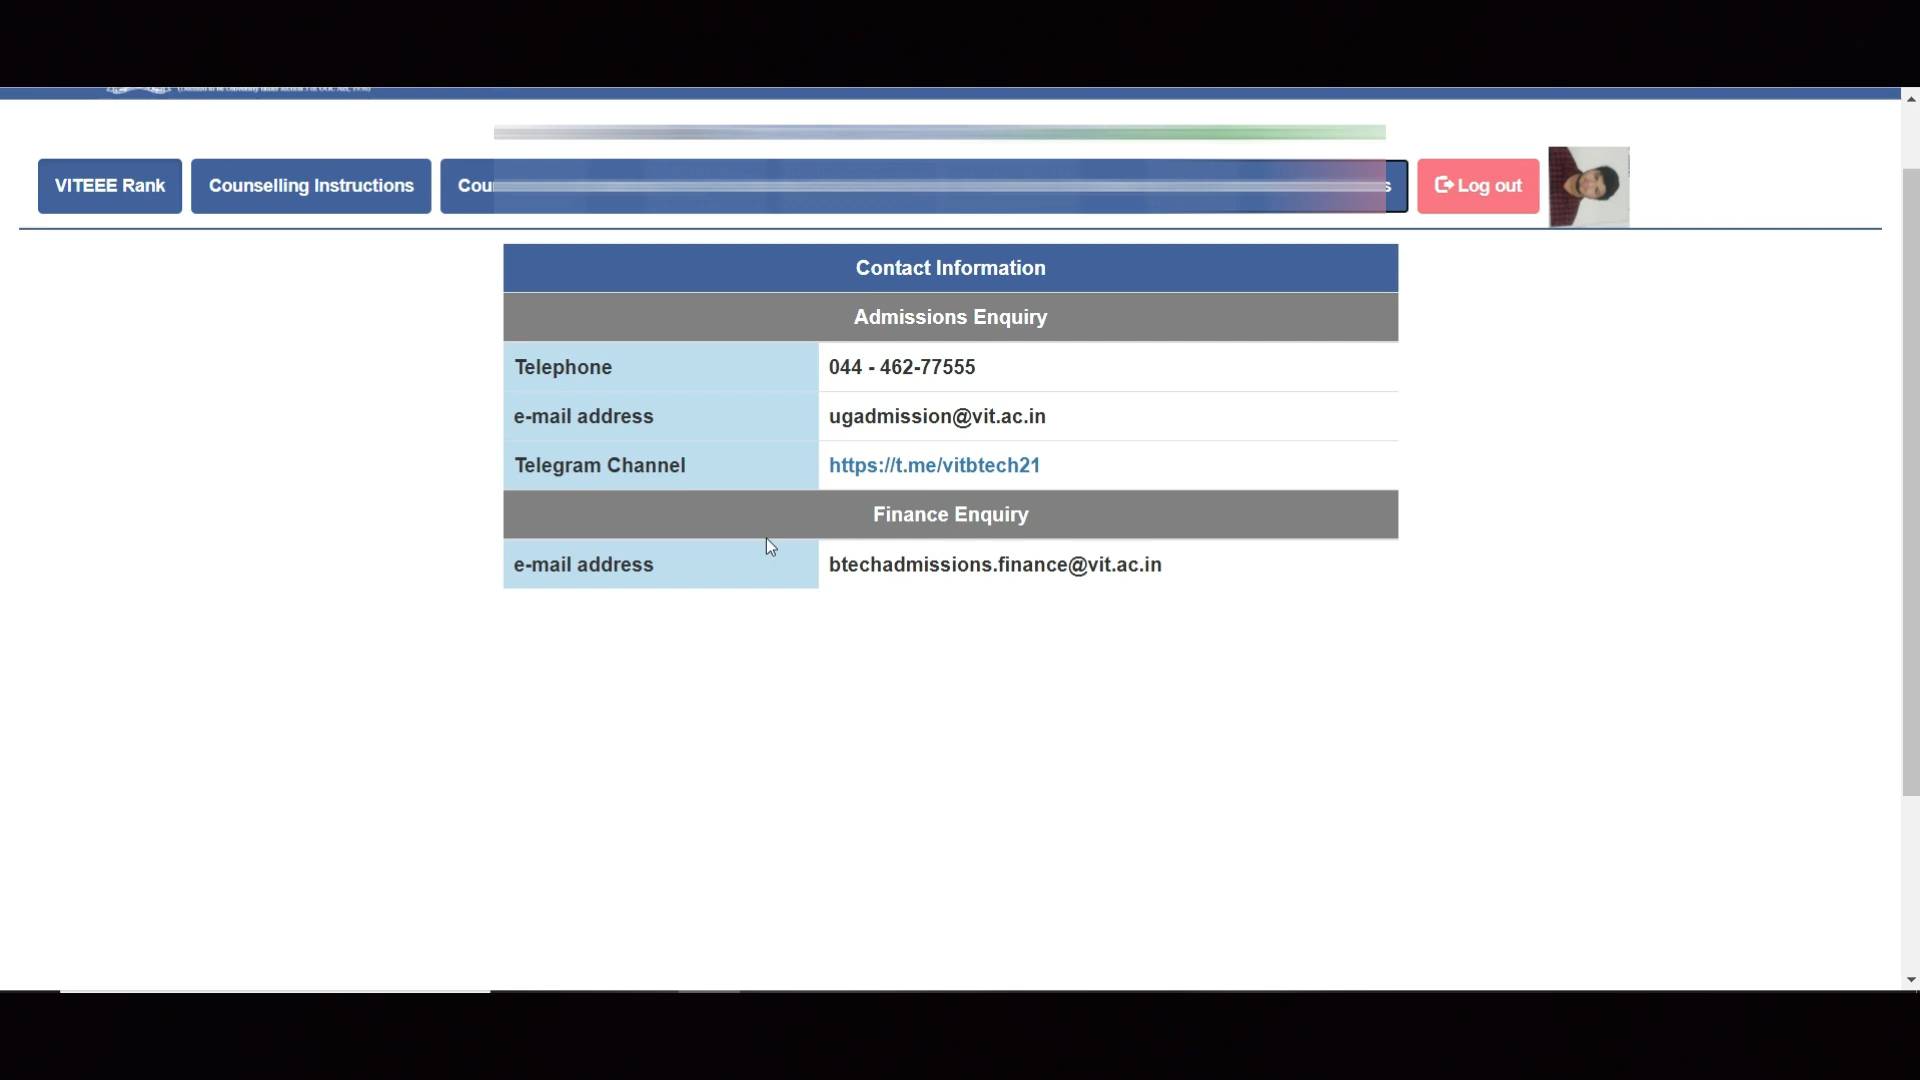 VITEEE Rank
Counselling Instructions
Log out
Contact Information
Admissions Enquiry
Telephone 044 - 462-77555
e-mail address ugadmission@vit.ac.in
Telegram Channel https://t.me/vitbtech21
Finance Enquiry
e-mail address btechadmissions.finance@vit.ac.in